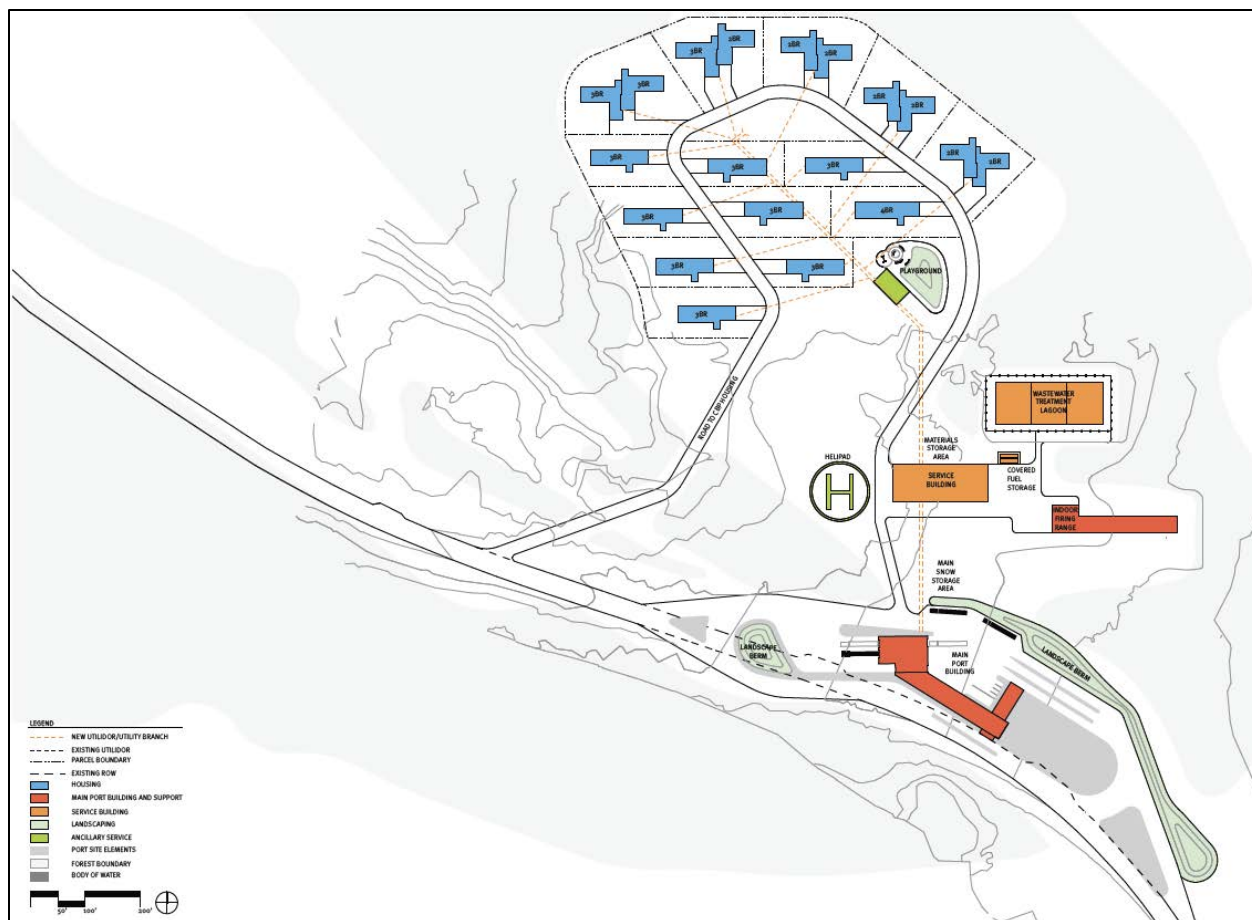 3BR
2BR
2BR
2BR
3BR
3BR
2BR
2BR
2BR
2BR
3BR
3BR
3BR
3BR
3BR
4BR
3BR
3BR
3BR
PLAYGROUND
ROAD TO CBP HOUSING
WASTEWATER
TREATMENT
LAGOON
MATERIALS
STORAGE
AREA
HELIPAD
H
SERVICE
BUILDING
COVERED
FUEL
STORAGE
INDOOR
FIRING
RANGE
MAIN
SNOW
STORAGE
AREA
LANDSCAPE
BERM
MAIN
PORT
BUILDING
LANDSCAPE BERM
LEGEND
NEW UTILIDOR/UTILITY BRANCH
EXISTING UTILIDOR
PARCEL BOUNDARY
EXISTING ROW
HOUSING
MAIN PORT BUILDING AND SUPPORT
SERVICE BUILDING
LANDSCAPING
ANCILLARY SERVICE
PORT SITE ELEMENTS
FOREST BOUNDARY
BODY OF WATER
50' 100' 200'